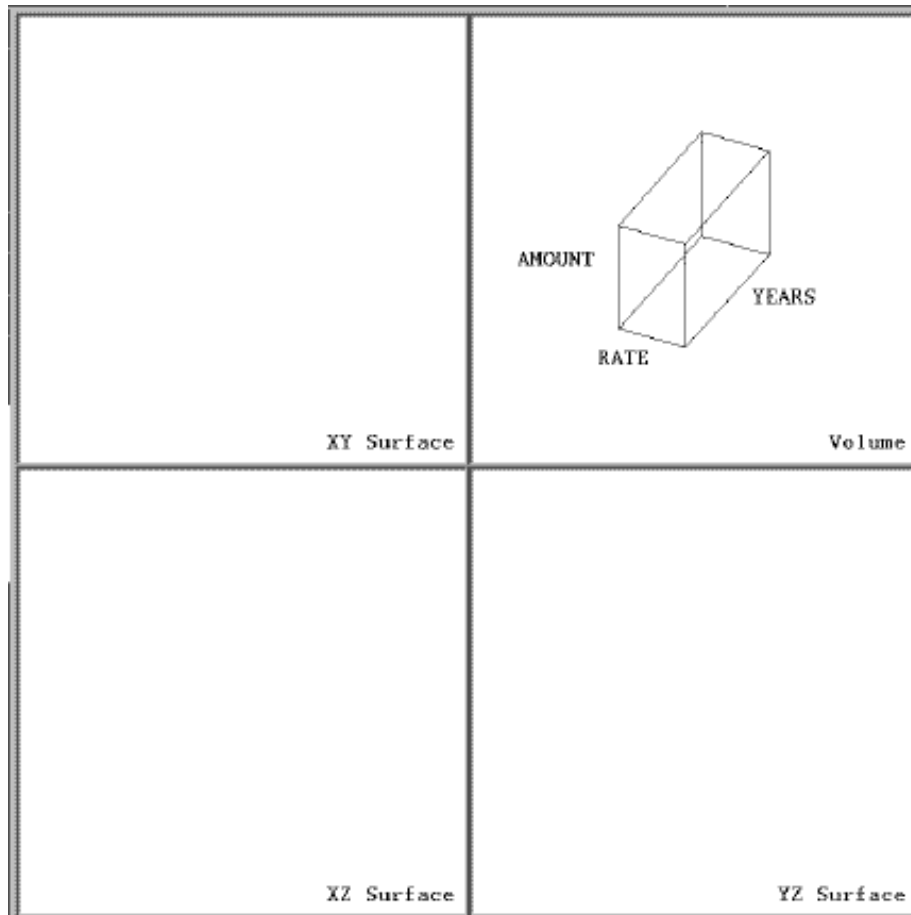 AMOUNT
YEARS
RATE
XY Surface
Volume
XZ Surface
YZ Surface